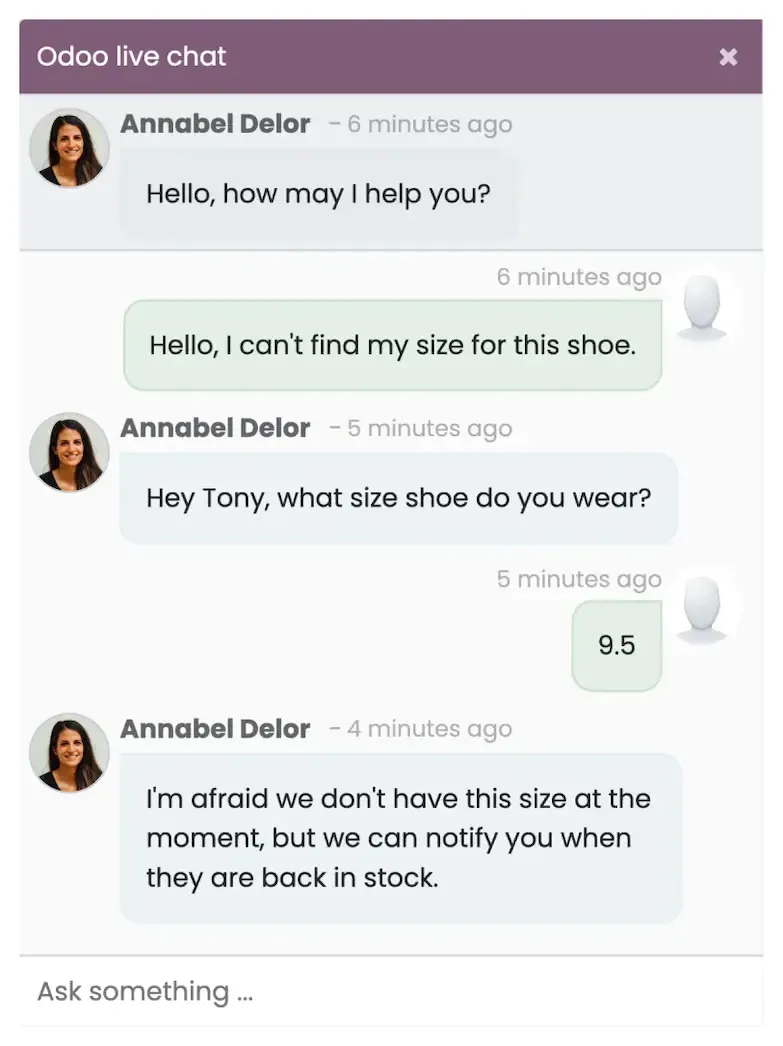 Odoo live chat ×
Annabel Delor – 6 minutes ago
Hello, how may I help you?
6 minutes ago
Hello, I can't find my size for this shoe.
Annabel Delor – 5 minutes ago
Hey Tony, what size shoe do you wear?
5 minutes ago
9.5
Annabel Delor – 4 minutes ago
I'm afraid we don't have this size at the
moment, but we can notify you when
they are back in stock.
Ask something ...